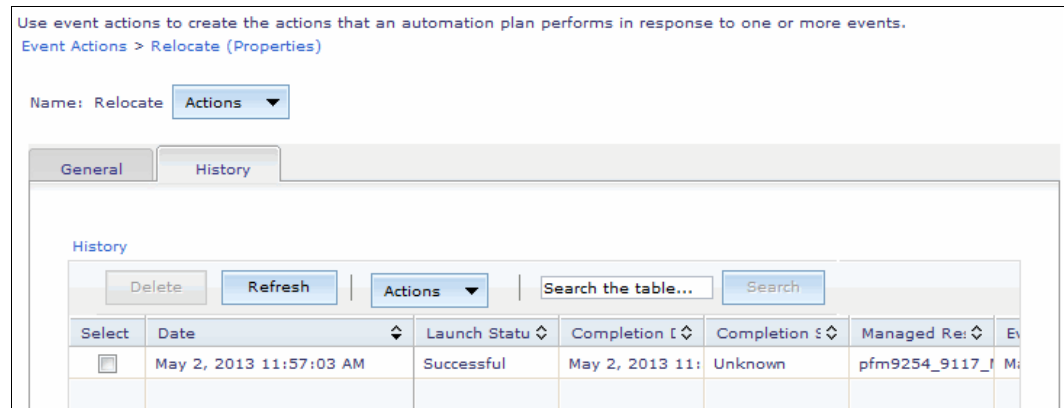 Use event actions to create the actions that an automation plan performs in response to one or more events.
Event Actions > Relocate (Properties)
Name: Relocate Actions
General History
History
Delete Refresh | Actions | Search the table... Search
Select Date Launch Statu Completion Completion Managed Re
May 2, 2013 11:57:03 AM Successful May 2, 2013 11: Unknown pfm9254_9117_